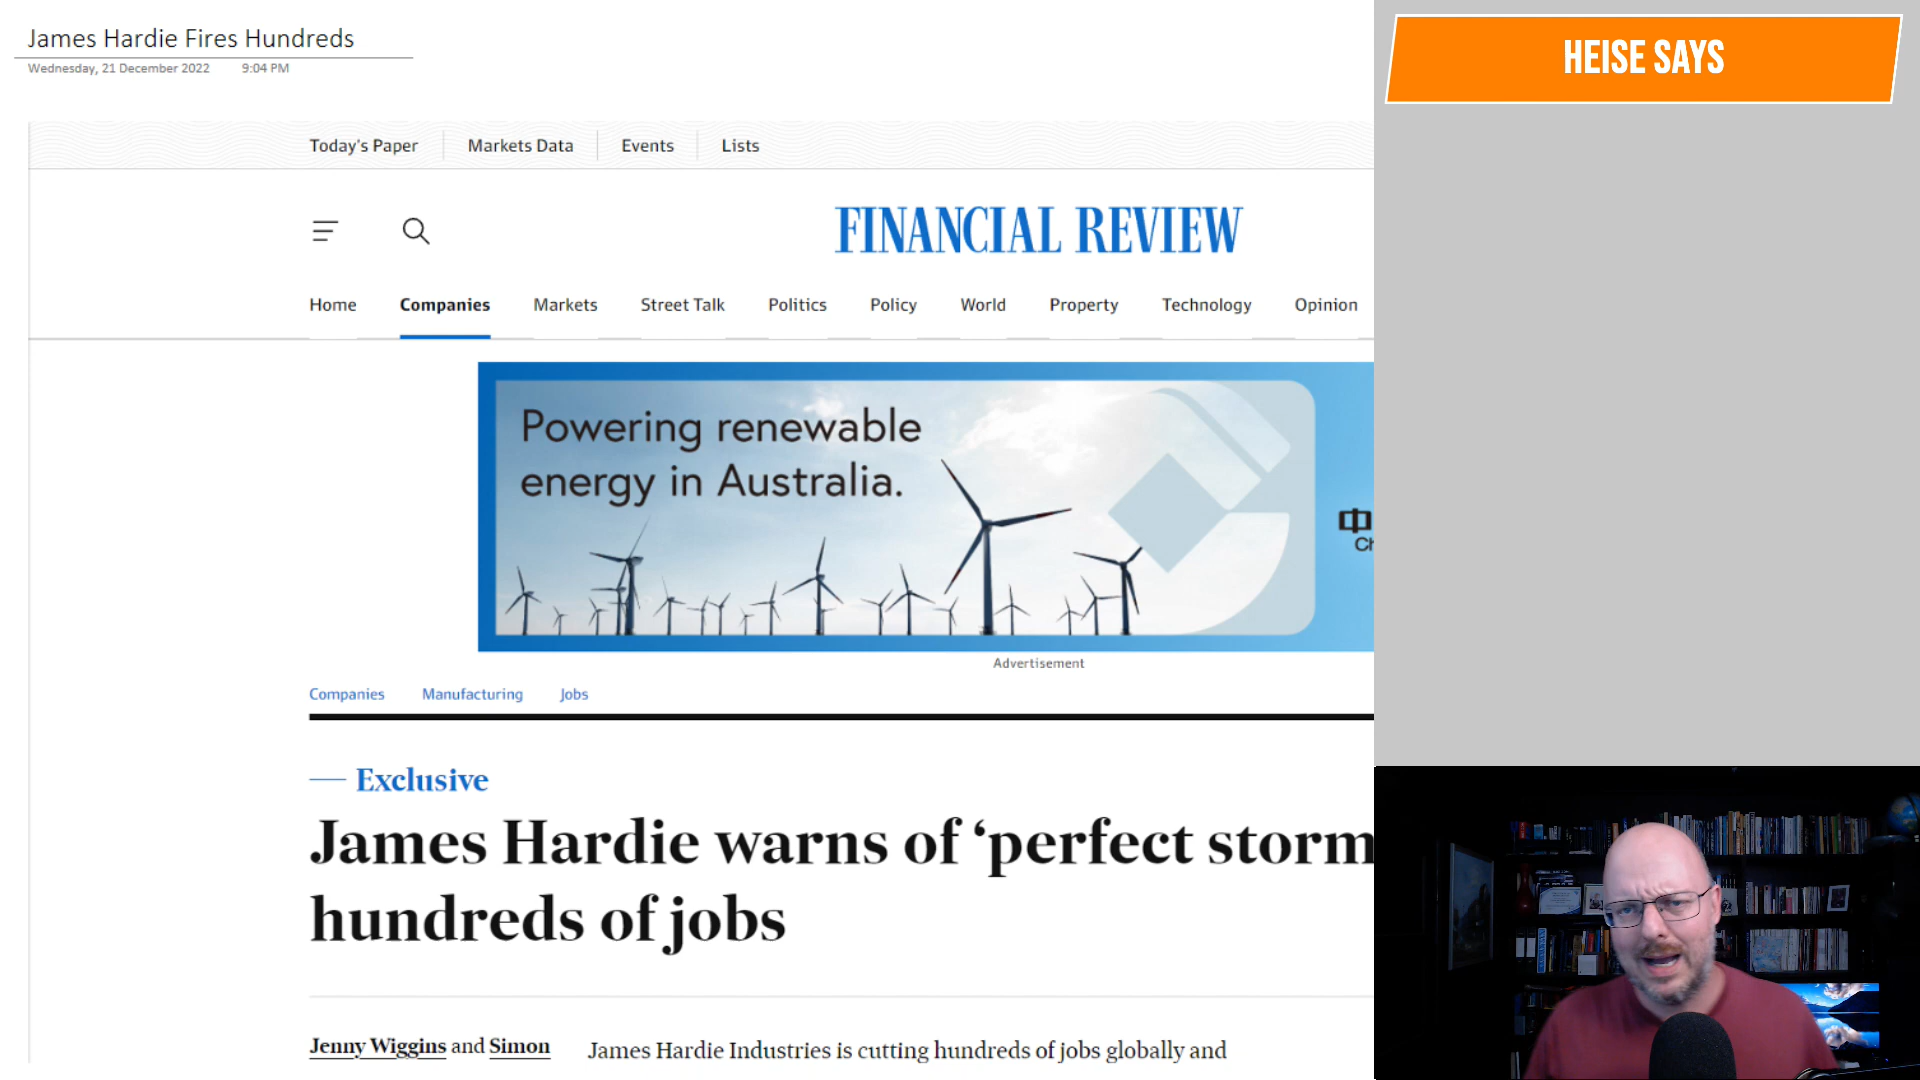 James Hardie Fires Hundreds
Wednesday, 21 December 2022 9:04 PM
HEISE SAYS
Today's Paper Markets Data Events Lists
FINANCIAL REVIEW
Home Companies Markets Street Talk Politics Policy World Property Technology Opinion
Powering renewable
energy in Australia.
中
Ch
Advertisement
Companies Manufacturing Jobs
Exclusive
James Hardie warns of ‘perfect storm
hundreds of jobs
Jenny Wiggins and Simon
James Hardie Industries is cutting hundreds of jobs globally and